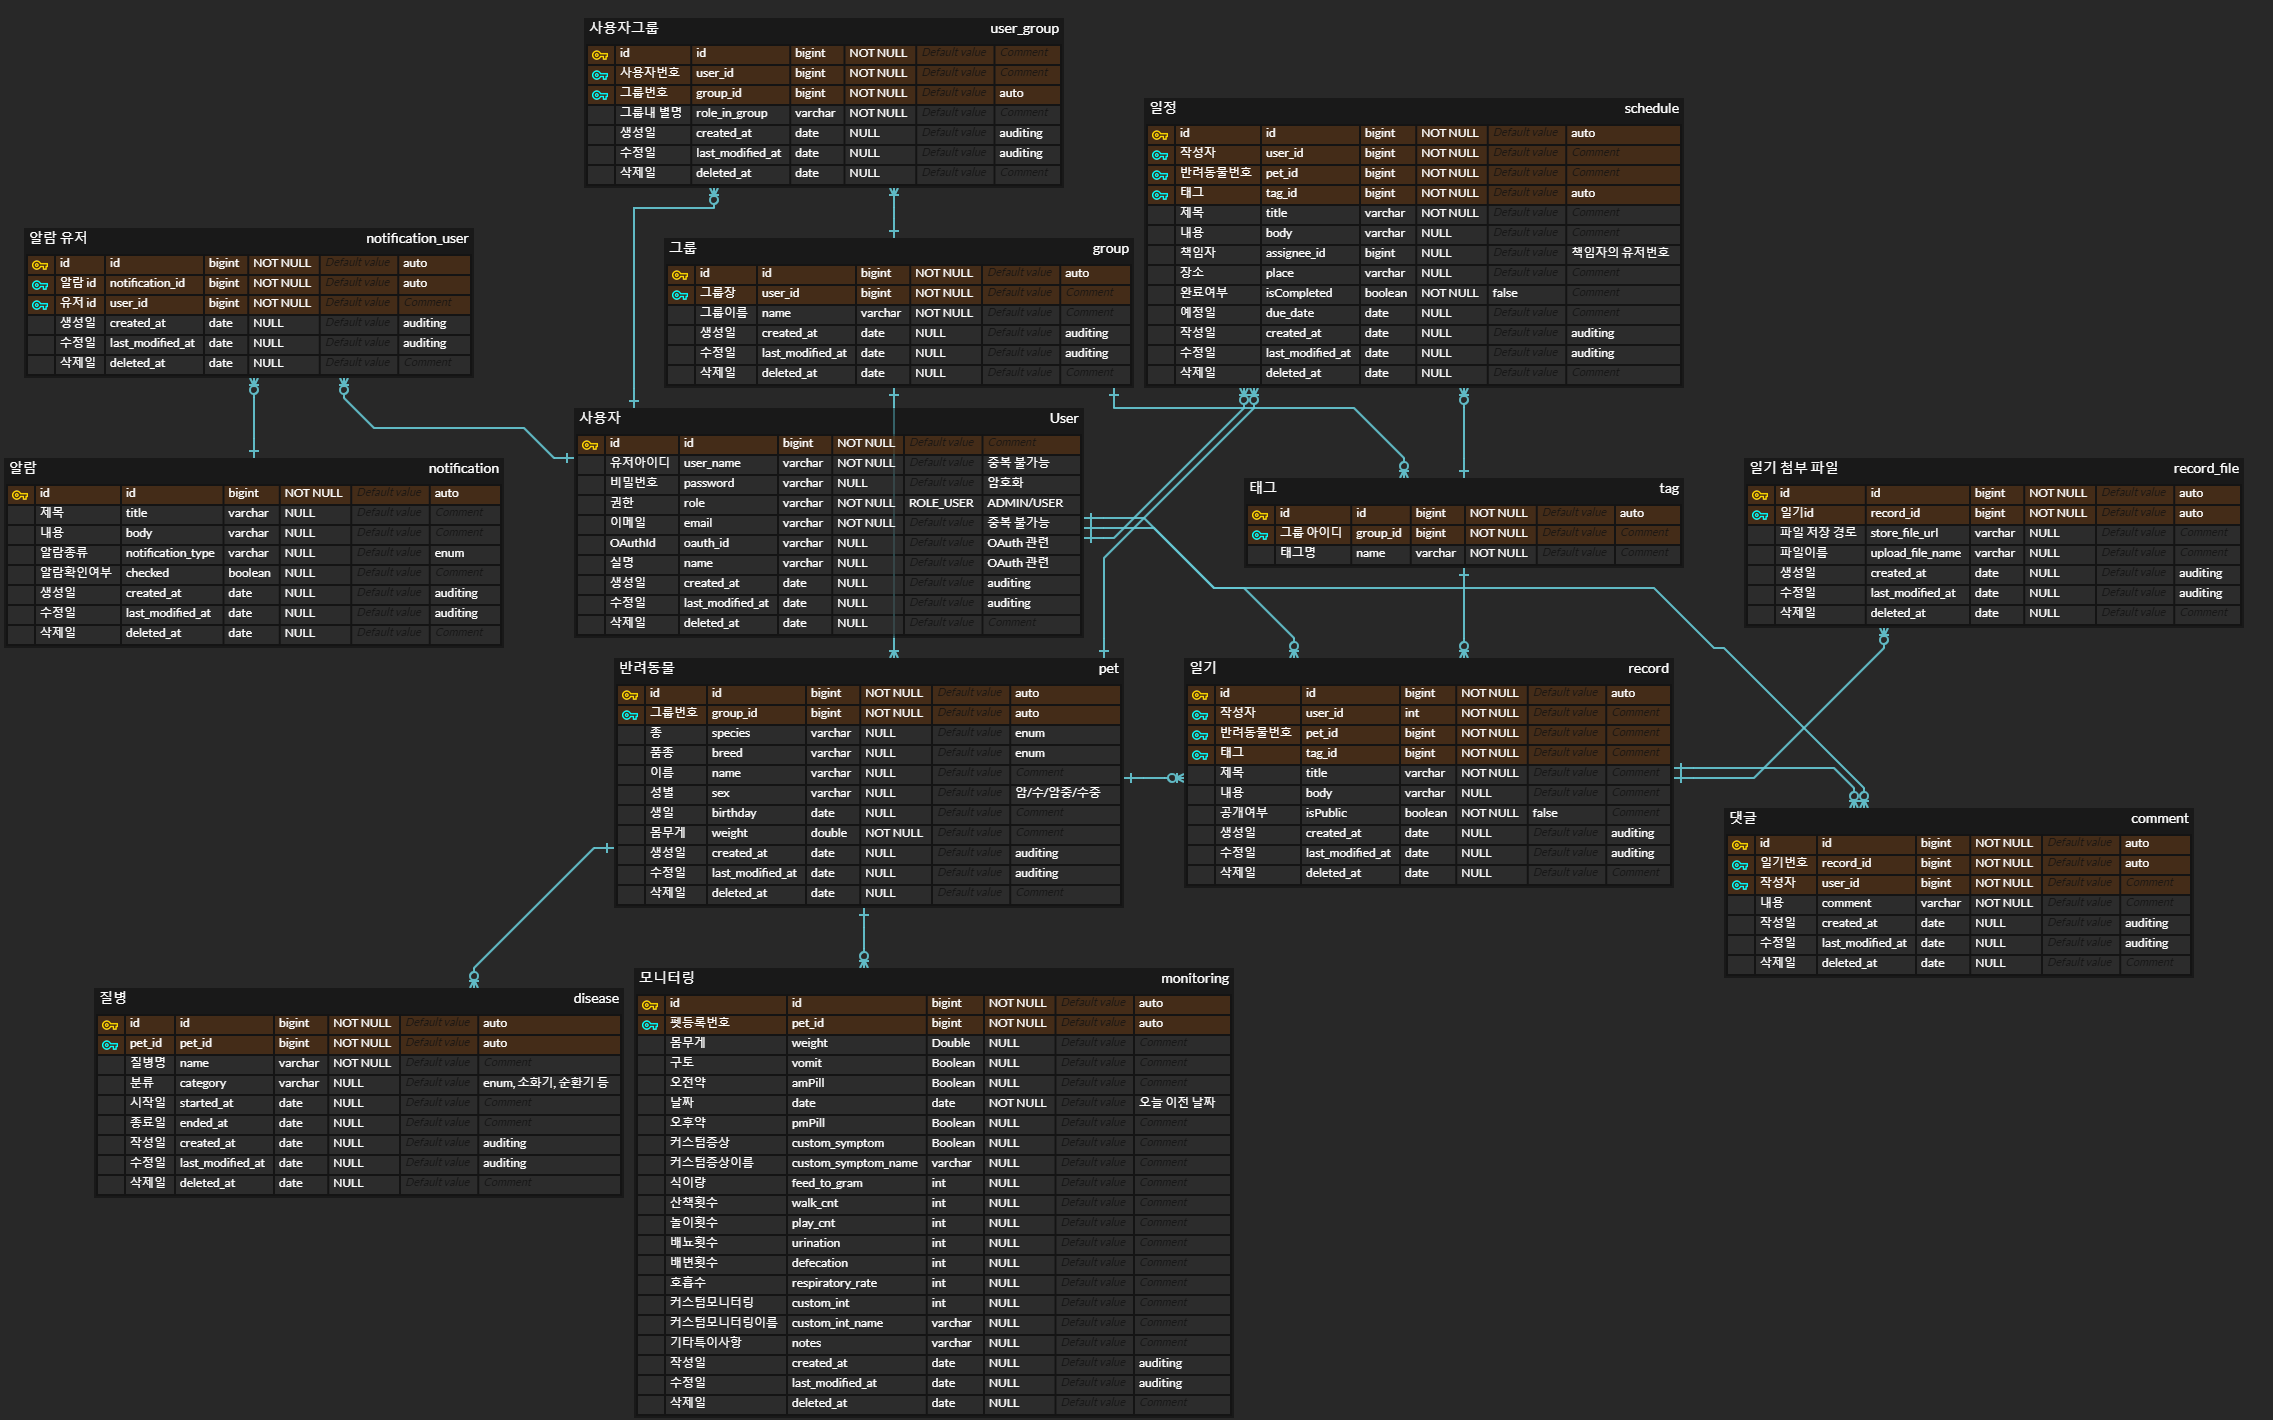 사용자그룹 user_group
id id bigint NOT NULL Default value Comment
사용자번호 user_id bigint NOT NULL Default value Comment
그룹번호 group_id bigint NOT NULL Default value auto
그룹내 별명 role_in_group varchar NOT NULL Default value Comment
생성일 created_at date NULL Default value auditing
수정일 last_modified_at date NULL Default value auditing
삭제일 deleted_at date NULL Default value Comment
일정 schedule
id id bigint NOT NULL Default value auto
작성자 user_id bigint NOT NULL Default value Comment
반려동물번호 pet_id bigint NOT NULL Default value Comment
태그 tag_id bigint NOT NULL Default value auto
제목 title varchar NOT NULL Default value Comment
내용 body varchar NULL Default value Comment
책임자 assignee_id bigint NULL Default value 책임자의 유저번호
장소 place varchar NULL Default value Comment
완료여부 isCompleted boolean NOT NULL false Comment
예정일 due_date date NULL Default value Comment
작성일 created_at date NULL Default value auditing
수정일 last_modified_at date NULL Default value auditing
삭제일 deleted_at date NULL Default value Comment
알람 유저 notification_user
id id bigint NOT NULL Default value auto
알람 id notification_id bigint NOT NULL Default value auto
유저 id user_id bigint NOT NULL Default value Comment
생성일 created_at date NULL Default value auditing
수정일 last_modified_at date NULL Default value auditing
삭제일 deleted_at date NULL Default value Comment
그룹 group
id id bigint NOT NULL Default value auto
그룹장 user_id bigint NOT NULL Default value Comment
그룹이름 name varchar NOT NULL Default value Comment
생성일 created_at date NULL Default value auditing
수정일 last_modified_at date NULL Default value auditing
삭제일 deleted_at date NULL Default value Comment
사용자 User
id id bigint NOT NULL Default value Comment
유저아이디 user_name varchar NOT NULL Default value 중복 불가능
비밀번호 password varchar NULL Default value 암호화
권한 role varchar NOT NULL ROLE_USER ADMIN/USER
이메일 email varchar NOT NULL Default value 중복 불가능
OAuthId oauth_id varchar NULL Default value OAuth 관련
실명 name varchar NULL Default value OAuth 관련
생성일 created_at date NULL Default value auditing
수정일 last_modified_at date NULL Default value auditing
삭제일 deleted_at date NULL Default value Comment
알람 notification
id id bigint NOT NULL Default value auto
제목 title varchar NULL Default value Comment
내용 body varchar NULL Default value Comment
알람종류 notification_type varchar NULL Default value enum
알람확인여부 checked boolean NULL Default value Comment
생성일 created_at date NULL Default value auditing
수정일 last_modified_at date NULL Default value auditing
삭제일 deleted_at date NULL Default value Comment
태그 tag
id id bigint NOT NULL Default value auto
그룹 아이디 group_id bigint NOT NULL Default value Comment
태그명 name varchar NOT NULL Default value Comment
일기 첨부 파일 record_file
id id bigint NOT NULL Default value auto
일기id record_id bigint NOT NULL Default value auto
파일 저장 경로 store_file_url varchar NULL Default value Comment
파일이름 upload_file_name varchar NULL Default value Comment
생성일 created_at date NULL Default value auditing
수정일 last_modified_at date NULL Default value auditing
삭제일 deleted_at date NULL Default value Comment
반려동물 pet
id id bigint NOT NULL Default value auto
그룹번호 group_id bigint NOT NULL Default value auto
종 species varchar NULL Default value enum
품종 breed varchar NULL Default value enum
이름 name varchar NULL Default value Comment
성별 sex varchar NULL Default value 암/수/암중/수중
생일 birthday date NULL Default value Comment
몸무게 weight double NOT NULL Default value Comment
생성일 created_at date NULL Default value auditing
수정일 last_modified_at date NULL Default value auditing
삭제일 deleted_at date NULL Default value Comment
일기 record
id id bigint NOT NULL Default value auto
작성자 user_id int NOT NULL Default value Comment
반려동물번호 pet_id bigint NOT NULL Default value Comment
태그 tag_id bigint NOT NULL Default value Comment
제목 title varchar NOT NULL Default value Comment
내용 body varchar NULL Default value Comment
공개여부 isPublic boolean NOT NULL false Comment
생성일 created_at date NULL Default value auditing
수정일 last_modified_at date NULL Default value auditing
삭제일 deleted_at date NULL Default value Comment
댓글 comment
id id bigint NOT NULL Default value auto
일기번호 record_id bigint NOT NULL Default value auto
작성자 user_id bigint NOT NULL Default value Comment
내용 comment varchar NOT NULL Default value Comment
작성일 created_at date NULL Default value auditing
수정일 last_modified_at date NULL Default value auditing
삭제일 deleted_at date NULL Default value Comment
질병 disease
id id bigint NOT NULL Default value auto
pet_id pet_id bigint NOT NULL Default value auto
질병명 name varchar NOT NULL Default value Comment
분류 category varchar NULL Default value enum, 소화기, 순환기 등
시작일 started_at date NULL Default value Comment
종료일 ended_at date NULL Default value Comment
작성일 created_at date NULL Default value auditing
수정일 last_modified_at date NULL Default value auditing
삭제일 deleted_at date NULL Default value Comment
모니터링 monitoring
id id bigint NOT NULL Default value auto
펫등록번호 pet_id bigint NOT NULL Default value auto
몸무게 weight Double NULL Default value Comment
구토 vomit Boolean NULL Default value Comment
오전약 amPill Boolean NULL Default value Comment
날짜 date date NOT NULL Default value 오늘 이전 날짜
오후약 pmPill Boolean NULL Default value Comment
커스텀증상 custom_symptom Boolean NULL Default value Comment
커스텀증상이름 custom_symptom_name varchar NULL Default value Comment
식이량 feed_to_gram int NULL Default value Comment
산책횟수 walk_cnt int NULL Default value Comment
놀이횟수 play_cnt int NULL Default value Comment
배뇨횟수 urination int NULL Default value Comment
배변횟수 defecation int NULL Default value Comment
호흡수 respiratory_rate int NULL Default value Comment
커스텀모니터링 custom_int int NULL Default value Comment
커스텀모니터링이름 custom_int_name varchar NULL Default value Comment
기타특이사항 notes varchar NULL Default value Comment
작성일 created_at date NULL Default value auditing
수정일 last_modified_at date NULL Default value auditing
삭제일 deleted_at date NULL Default value Comment